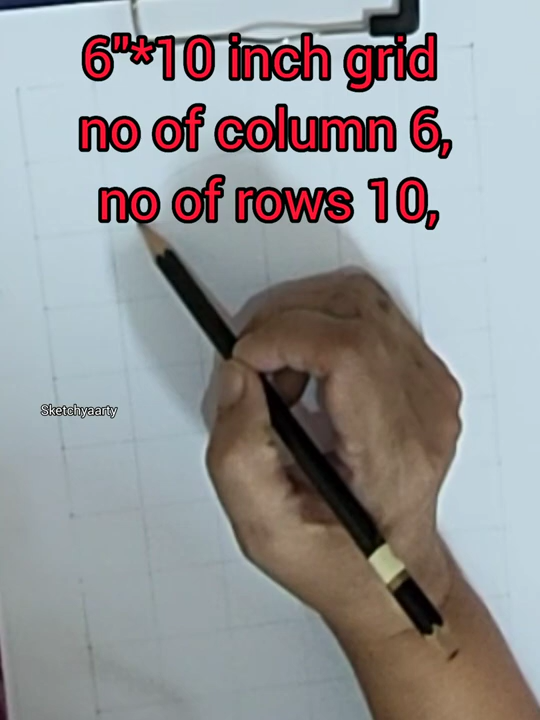 6”*10 inch grid
no of column 6,
no of rows 10,
Sketchyaarty